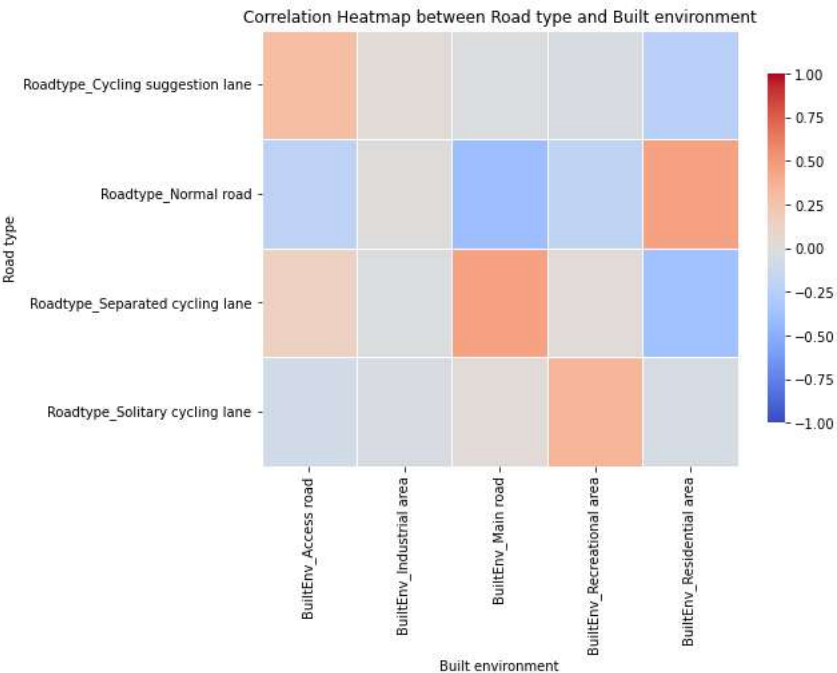 Correlation Heatmap between Road type and Built environment
Roadtype_Cycling suggestion lane
Roadtype_Normal road
Roadtype_Separated cycling lane
Roadtype_Solitary cycling lane
Road type
BuiltEnv_Access road
BuiltEnv_Industrial area
BuiltEnv_Main road
BuiltEnv_Recreational area
BuiltEnv_Residential area
Built environment
1.00
0.75
0.50
0.25
0.00
−0.25
−0.50
−0.75
−1.00